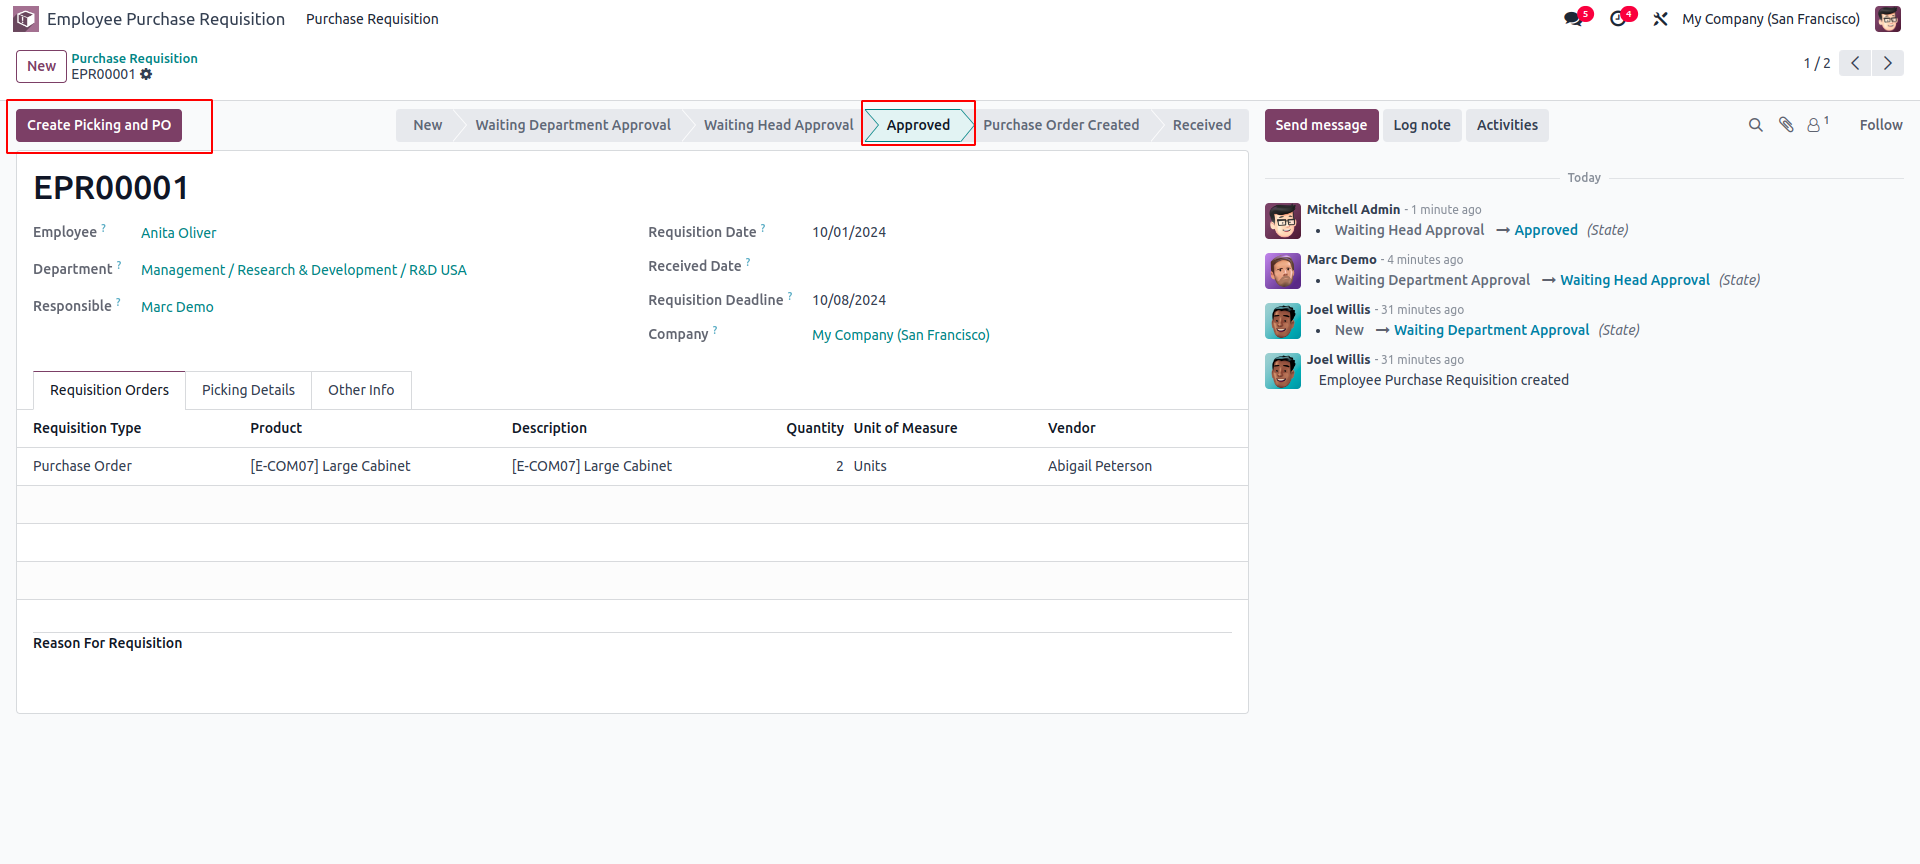 Employee Purchase Requisition Purchase Requisition 5 4 My Company (San Francisco)
New Purchase Requisition
EPR00001 1 / 2
Create Picking and PO New Waiting Department Approval Waiting Head Approval Approved Purchase Order Created Received Send message Log note Activities 1 Follow
EPR00001
Employee ? Anita Oliver
Department ? Management / Research & Development / R&D USA
Responsible ? Marc Demo
Requisition Date ? 10/01/2024
Received Date ?
Requisition Deadline ? 10/08/2024
Company ? My Company (San Francisco)
Requisition Orders Picking Details Other Info
Requisition Type Product Description Quantity Unit of Measure Vendor
Purchase Order [E-COM07] Large Cabinet [E-COM07] Large Cabinet 2 Units Abigail Peterson
Reason For Requisition
Today
Mitchell Admin - 1 minute ago
• Waiting Head Approval → Approved (State)
Marc Demo - 4 minutes ago
• Waiting Department Approval → Waiting Head Approval (State)
Joel Willis - 31 minutes ago
• New → Waiting Department Approval (State)
Joel Willis - 31 minutes ago
Employee Purchase Requisition created